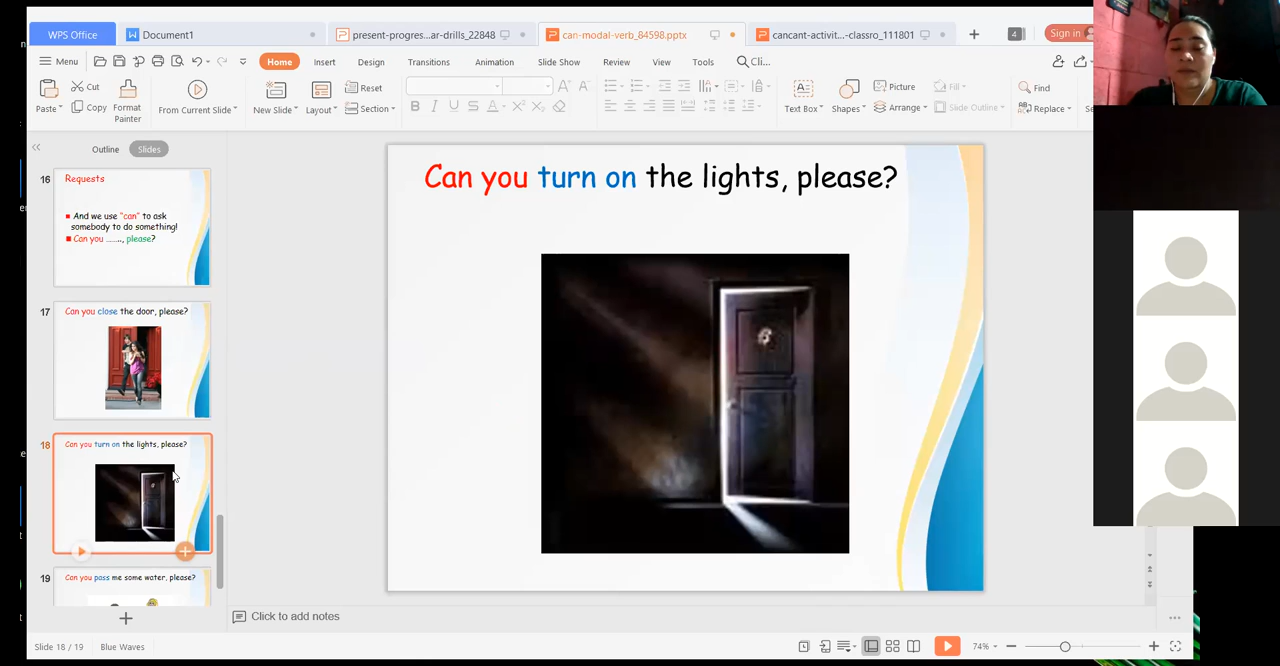 WPS Office
Document1
present-progres...ar-drills_22848
can-modal-verb_84598.pptx
cancant-activit...-classro_111801
4
Sign in
Menu
Home
Insert
Design
Transitions
Animation
Slide Show
Review
View
Tools
Cli...
Paste
Cut
Copy
Format
Painter
From Current Slide
New Slide
Layout
Reset
Section
B I U S A X² X₂
Text Box
Shapes
Picture
Arrange
Fill
Slide Outline
Find
Replace
Outline
Slides
16
Requests
And we use "can" to ask
somebody to do something!
Can you ......., please?
17
Can you close the door, please?
18
Can you turn on the lights, please?
19
Can you pass me some water, please?
Can you turn on the lights, please?
Click to add notes
Slide 18 / 19
Blue Waves
74%